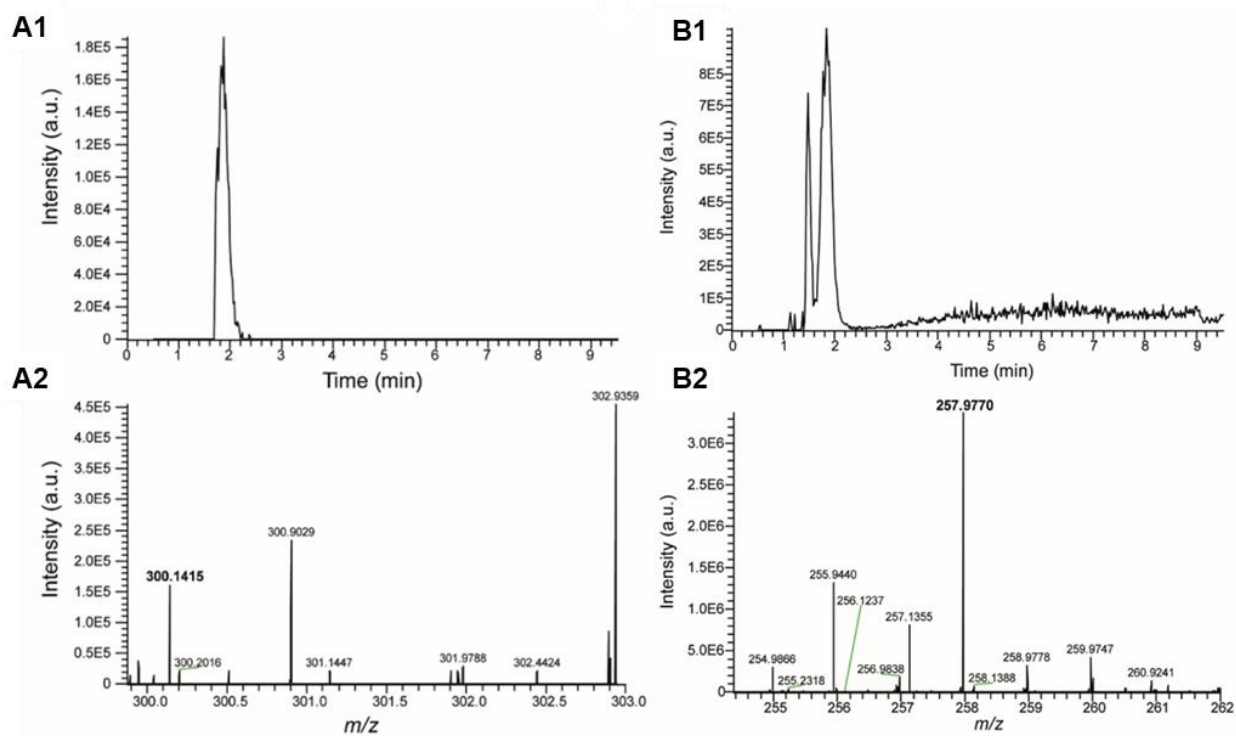 A1
Intensity (a.u.)
1.8E5
1.6E5
1.4E5
1.2E5
1.0E5
8.0E4
6.0E4
4.0E4
2.0E4
0
0 1 2 3 4 5 6 7 8 9
Time (min)
B1
Intensity (a.u.)
8E5
7E5
6E5
5E5
4E5
3E5
2E5
1E5
0
0 1 2 3 4 5 6 7 8 9
Time (min)
A2
Intensity (a.u.)
4.5E5
4.0E5
3.5E5
3.0E5
2.5E5
2.0E5
1.5E5
1.0E5
5.0E4
0
302.9359
300.9029
300.1415
300.2016
301.1447
301.9788
302.4424
300.0 300.5 301.0 301.5 302.0 302.5 303.0
m/z
B2
Intensity (a.u.)
3.0E6
2.5E6
2.0E6
1.5E6
1.0E6
5.0E6
0
257.9770
255.9440
256.1237
257.1355
254.9866
255.2318
256.9838
258.1388
258.9778
259.9747
260.9241
255 256 257 258 259 260 261 262
m/z